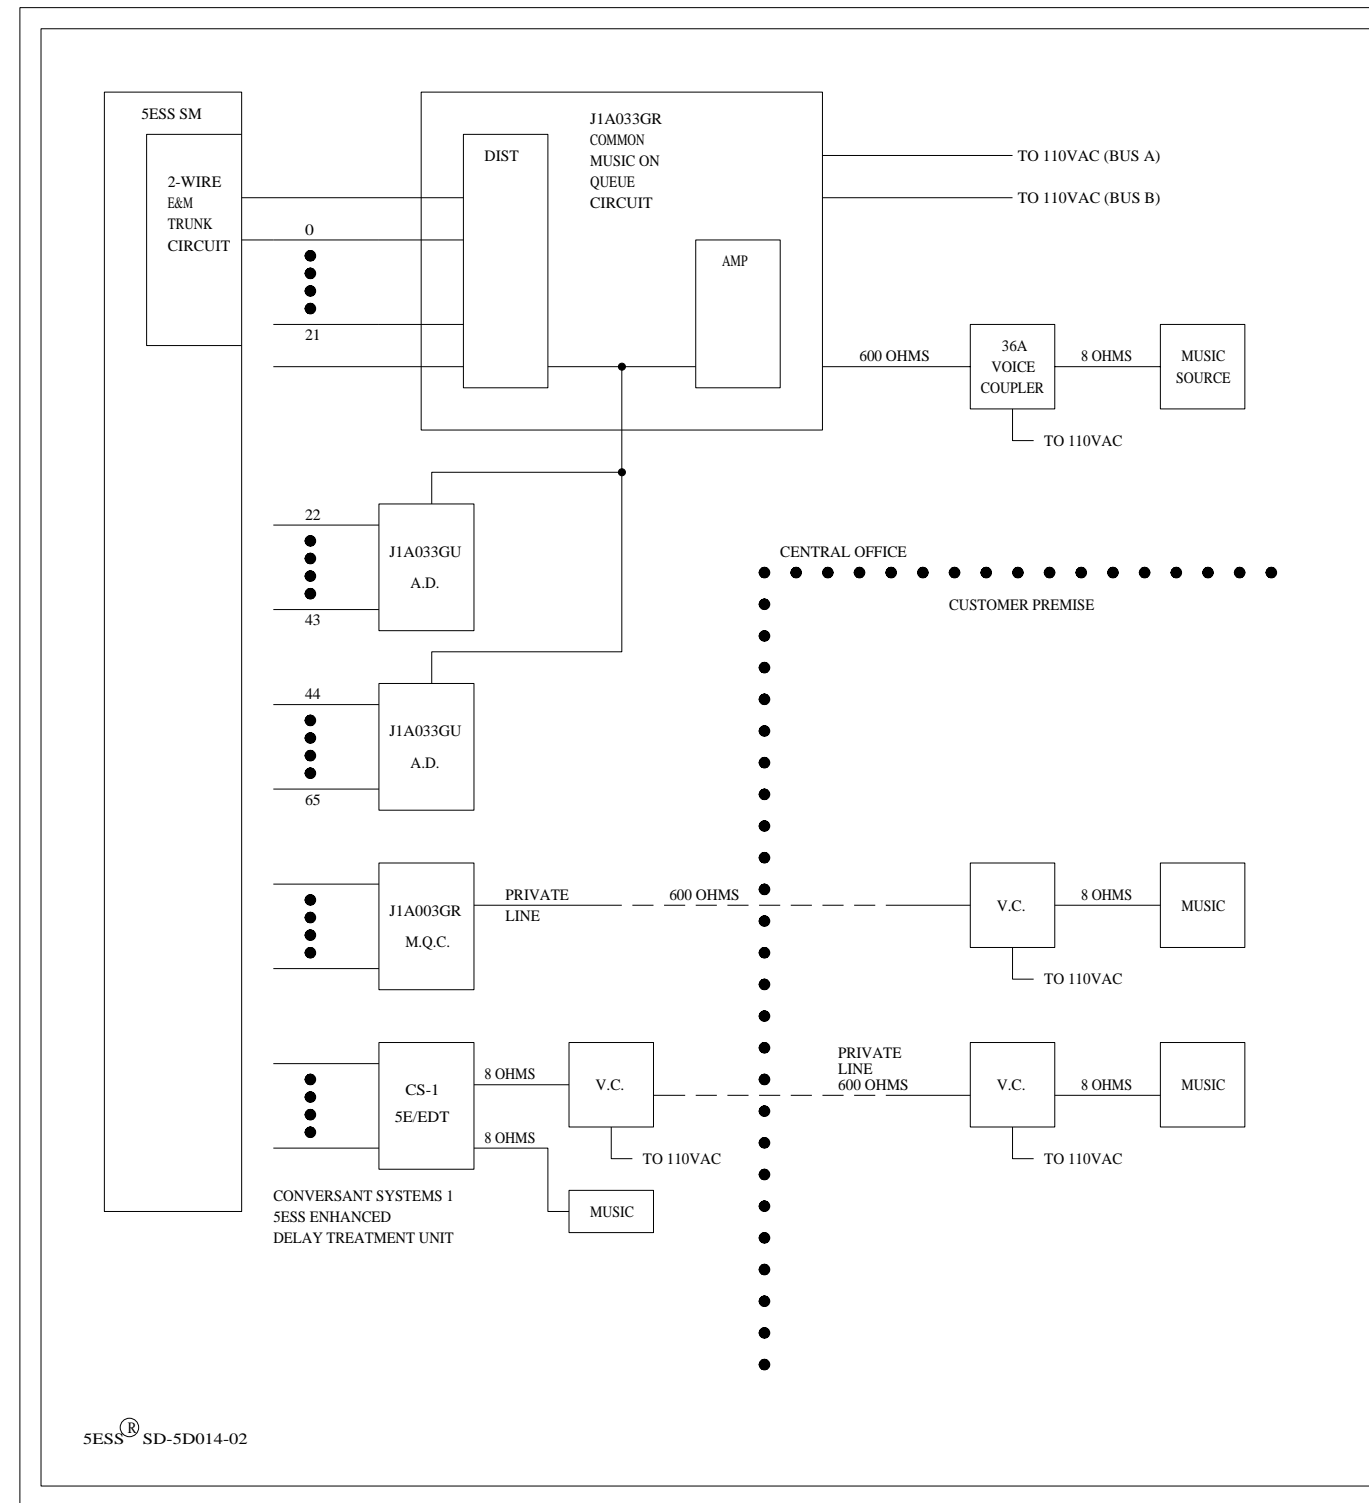 5ESS SM
2-WIRE
E&M
TRUNK
CIRCUIT
0
21
DIST
J1A033GR
COMMON
MUSIC ON
QUEUE
CIRCUIT
AMP
TO 110VAC (BUS A)
TO 110VAC (BUS B)
600 OHMS
36A
VOICE
COUPLER
8 OHMS
MUSIC
SOURCE
TO 110VAC
22
43
J1A033GU
A.D.
CENTRAL OFFICE
CUSTOMER PREMISE
44
65
J1A033GU
A.D.
J1A003GR
M.Q.C.
PRIVATE
LINE
600 OHMS
V.C.
8 OHMS
MUSIC
TO 110VAC
CS-1
5E/EDT
8 OHMS
8 OHMS
V.C.
TO 110VAC
MUSIC
PRIVATE
LINE
600 OHMS
V.C.
8 OHMS
MUSIC
TO 110VAC
CONVERSANT SYSTEMS 1
5ESS ENHANCED
DELAY TREATMENT UNIT
5ESS® SD-5D014-02